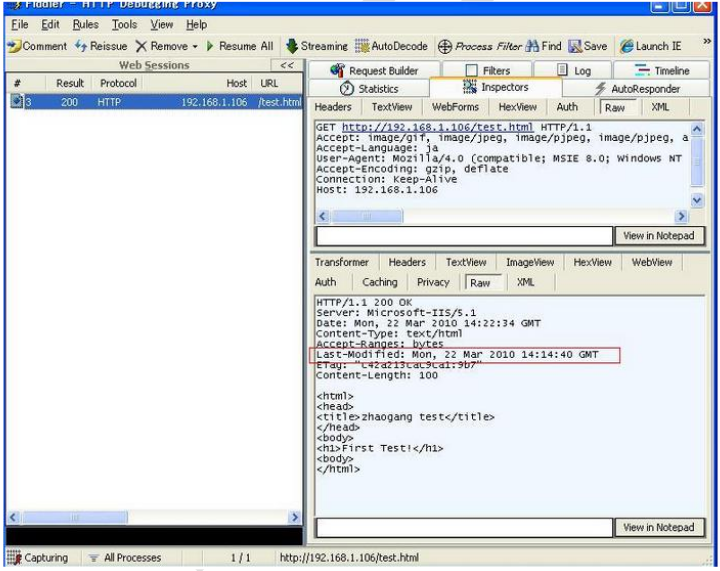 Fiddler - HTTP Debugging Proxy
File Edit Rules Tools View Help
Comment Reissue Remove Resume All Streaming AutoDecode Process Filter Find Save Launch IE »
Web Sessions <<
# Result Protocol Host URL
3 200 HTTP 192.168.1.106 /test.html
Request Builder Filters Log Timeline
Statistics Inspectors AutoResponder
Headers TextView WebForms HexView Auth Raw XML
GET http://192.168.1.106/test.html HTTP/1.1
Accept: image/gif, image/jpeg, image/pjpeg, image/pjpeg, a
Accept-Language: ja
User-Agent: Mozilla/4.0 (compatible; MSIE 8.0; Windows NT
Accept-Encoding: gzip, deflate
Connection: Keep-Alive
Host: 192.168.1.106
View in Notepad
Transformer Headers TextView ImageView HexView WebView
Auth Caching Privacy Raw XML
HTTP/1.1 200 OK
Server: Microsoft-IIS/5.1
Date: Mon, 22 Mar 2010 14:22:34 GMT
Content-Type: text/html
Accept-Ranges: bytes
Last-Modified: Mon, 22 Mar 2010 14:14:40 GMT
ETag:
Content-Length: 100
<html>
<head>
<title>zhaogang test</title>
</head>
<body>
<h1>First Test!</h1>
<body>
</html>
View in Notepad
Capturing All Processes 1 / 1 http://192.168.1.106/test.html